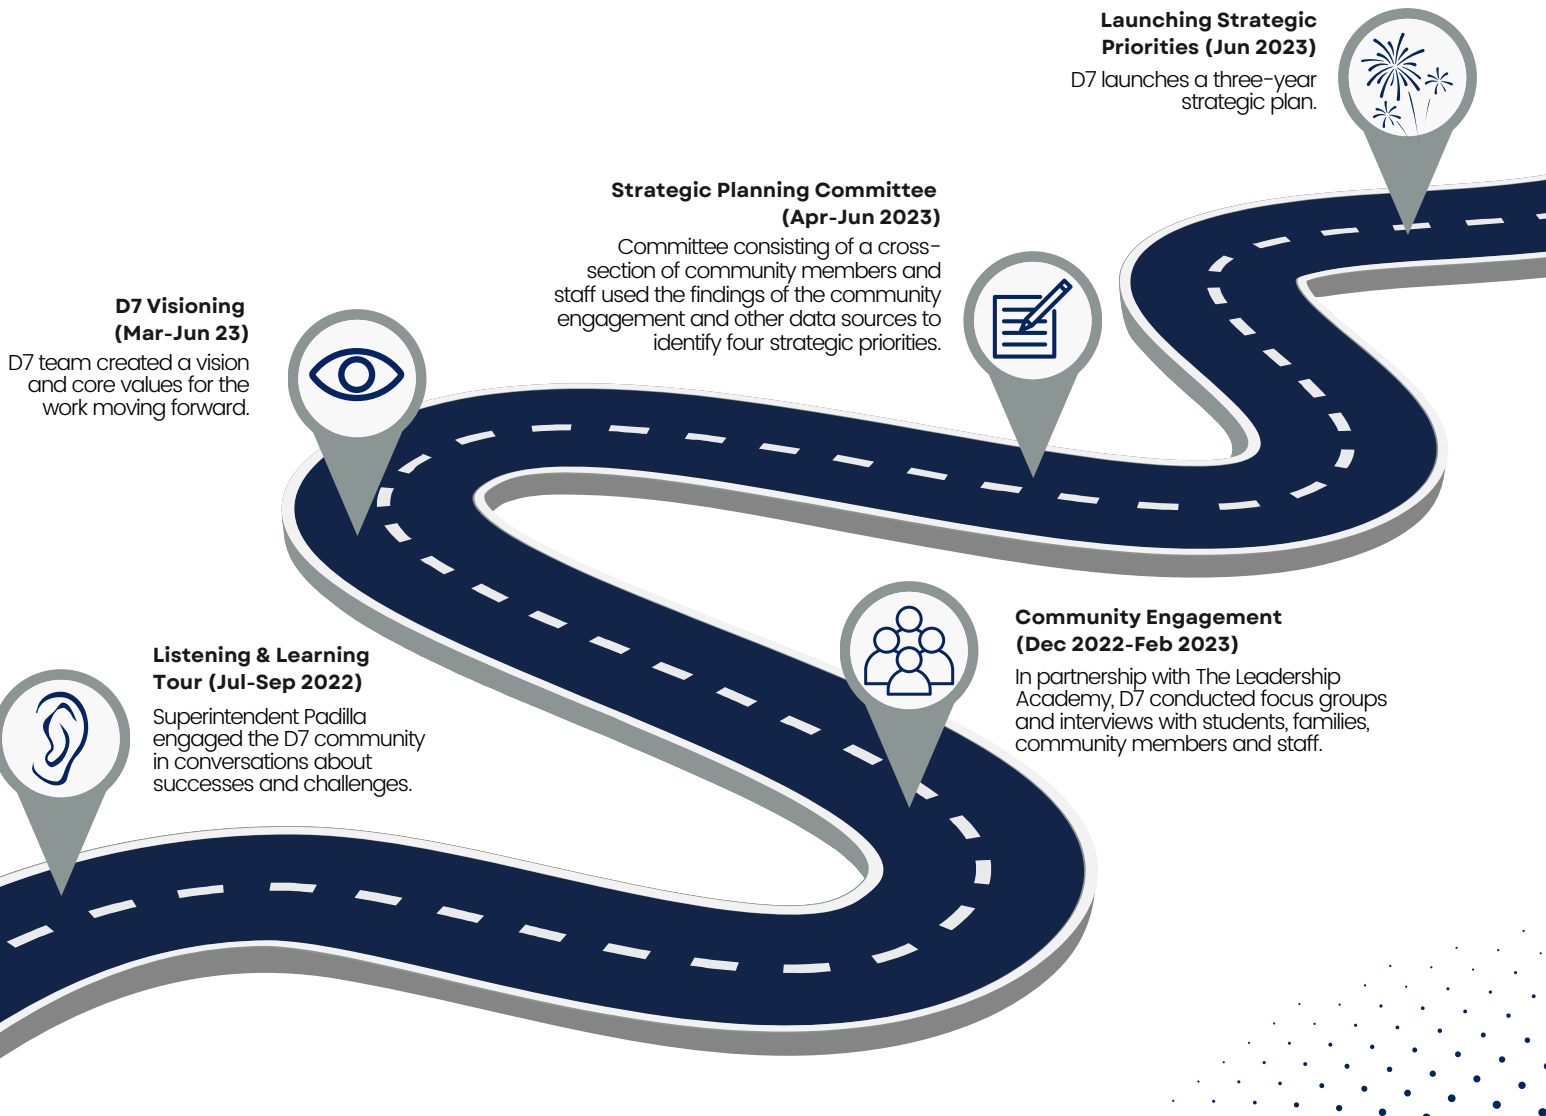 Launching Strategic
Priorities (Jun 2023)
D7 launches a three-year
strategic plan.
Strategic Planning Committee
(Apr-Jun 2023)
Committee consisting of a cross-
section of community members and
staff used the findings of the community
engagement and other data sources to
identify four strategic priorities.
D7 Visioning
(Mar-Jun 23)
D7 team created a vision
and core values for the
work moving forward.
Community Engagement
(Dec 2022-Feb 2023)
In partnership with The Leadership
Academy, D7 conducted focus groups
and interviews with students, families,
community members and staff.
Listening & Learning
Tour (Jul-Sep 2022)
Superintendent Padilla
engaged the D7 community
in conversations about
successes and challenges.